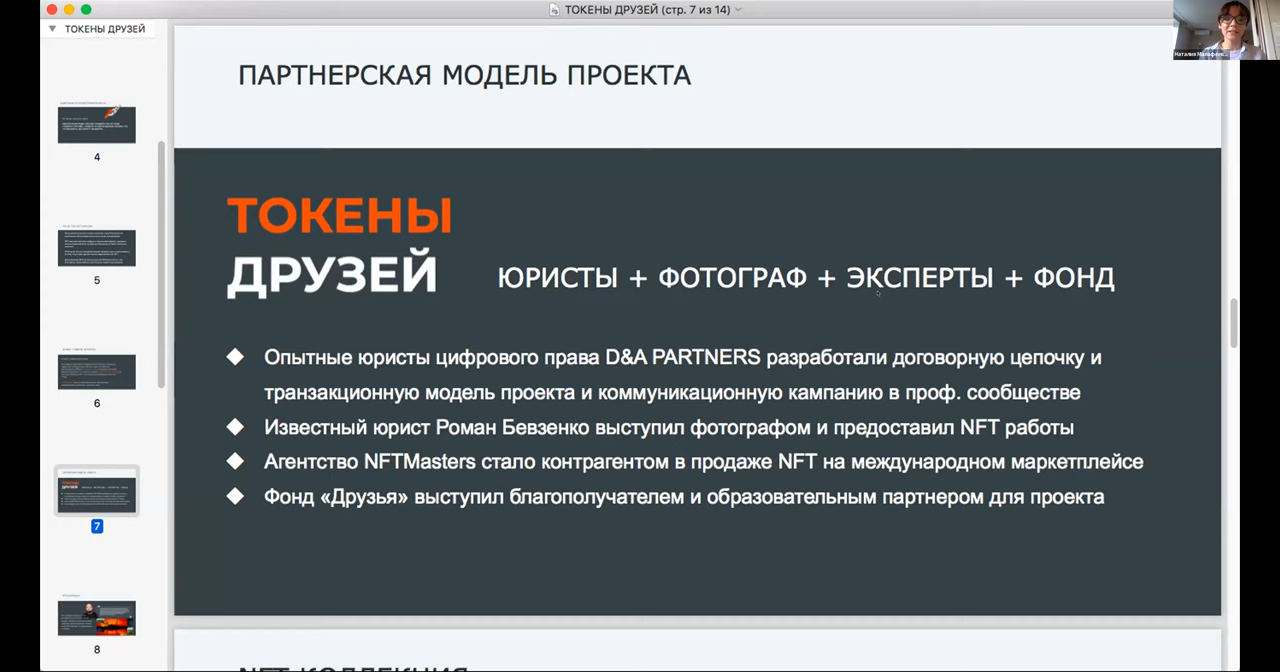 ТОКЕНЫ ДРУЗЕЙ (стр. 7 из 14)
ТОКЕНЫ ДРУЗЕЙ
4
5
6
7
8
ПАРТНЕРСКАЯ МОДЕЛЬ ПРОЕКТА
ТОКЕНЫ
ДРУЗЕЙ
ЮРИСТЫ + ФОТОГРАФ + ЭКСПЕРТЫ + ФОНД
Опытные юристы цифрового права D&A PARTNERS разработали договорную цепочку и
транзакционную модель проекта и коммуникационную кампанию в проф. сообществе
Известный юрист Роман Бевзенко выступил фотографом и предоставил NFT работы
Агентство NFTMasters стало контрагентом в продаже NFT на международном маркетплейсе
Фонд «Друзья» выступил благополучателем и образовательным партнером для проекта
NFT КОЛЛЕКЦИЯ
Наталия